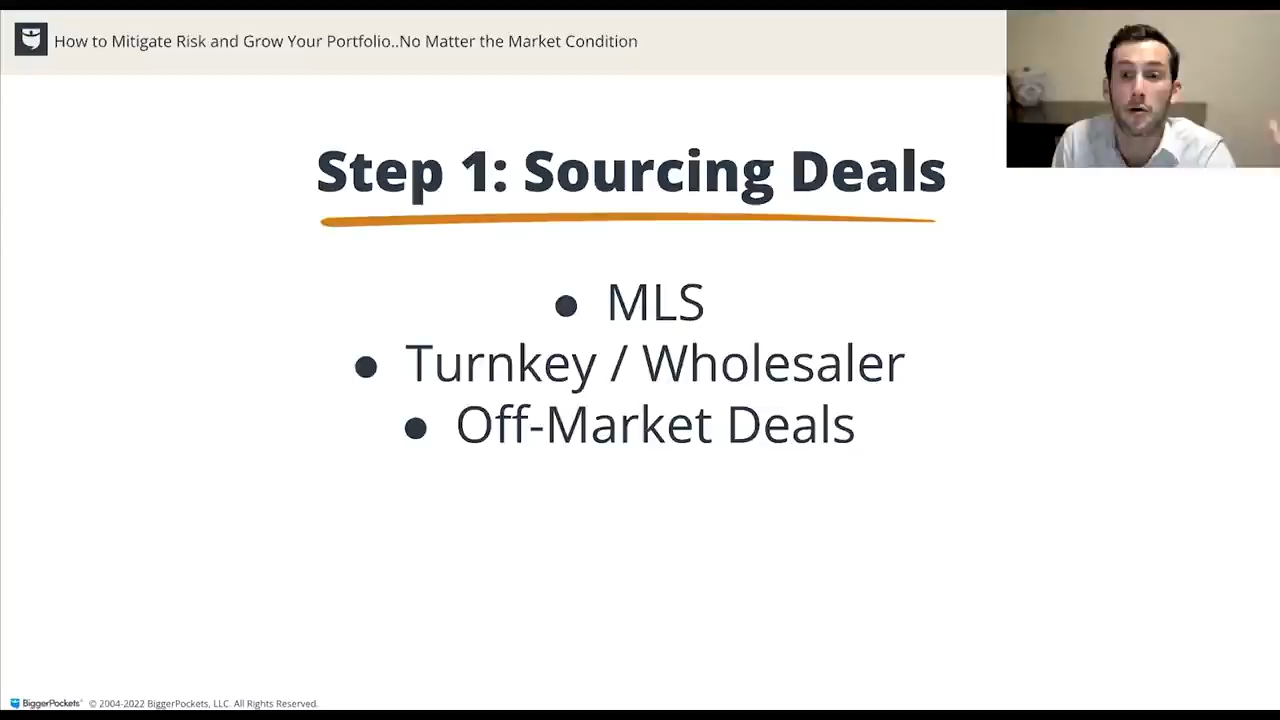 How to Mitigate Risk and Grow Your Portfolio..No Matter the Market Condition
Step 1: Sourcing Deals
● MLS
● Turnkey / Wholesaler
● Off-Market Deals
BiggerPockets® © 2004-2022 BiggerPockets, LLC. All Rights Reserved.